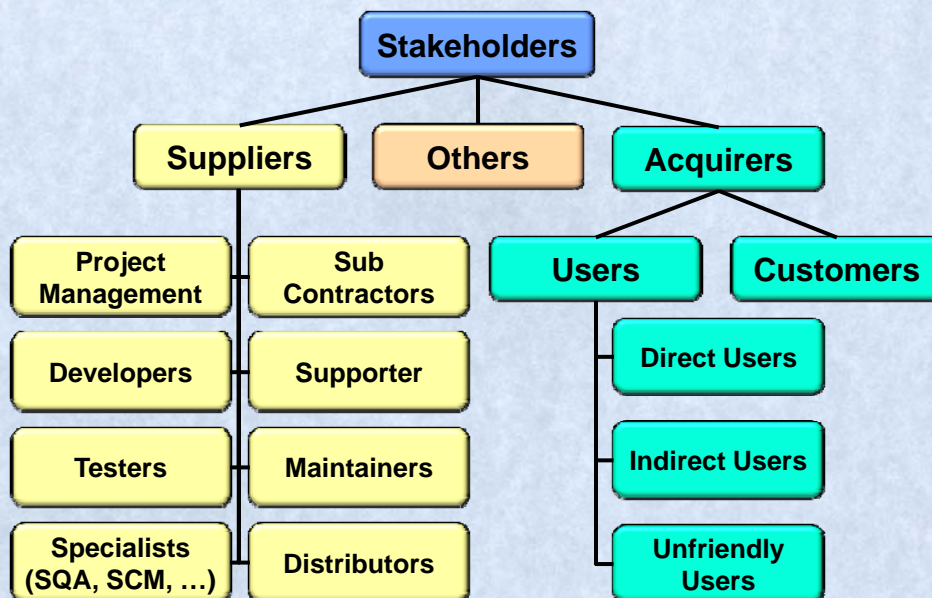 Stakeholders
Suppliers
Others
Acquirers
Project
Management
Sub
Contractors
Users
Customers
Developers
Supporter
Direct Users
Testers
Maintainers
Indirect Users
Specialists
(SQA, SCM, …)
Distributors
Unfriendly
Users